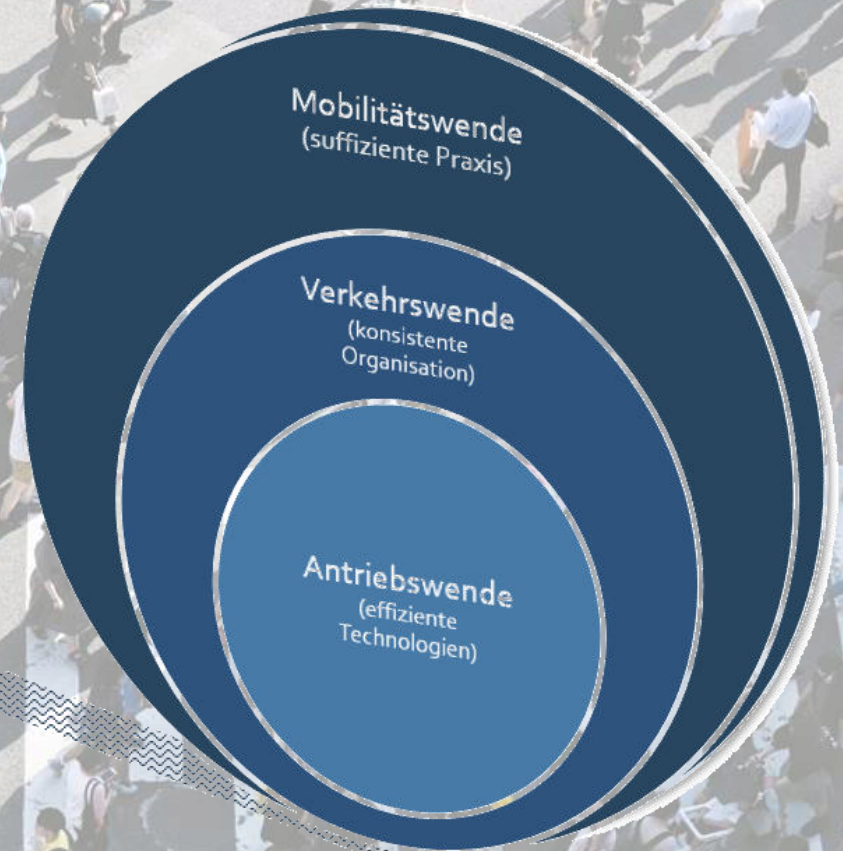 Mobilitätswende
(suffiziente Praxis)
Verkehrswende
(konsistente
Organisation)
Antriebswende
(effiziente
Technologien)